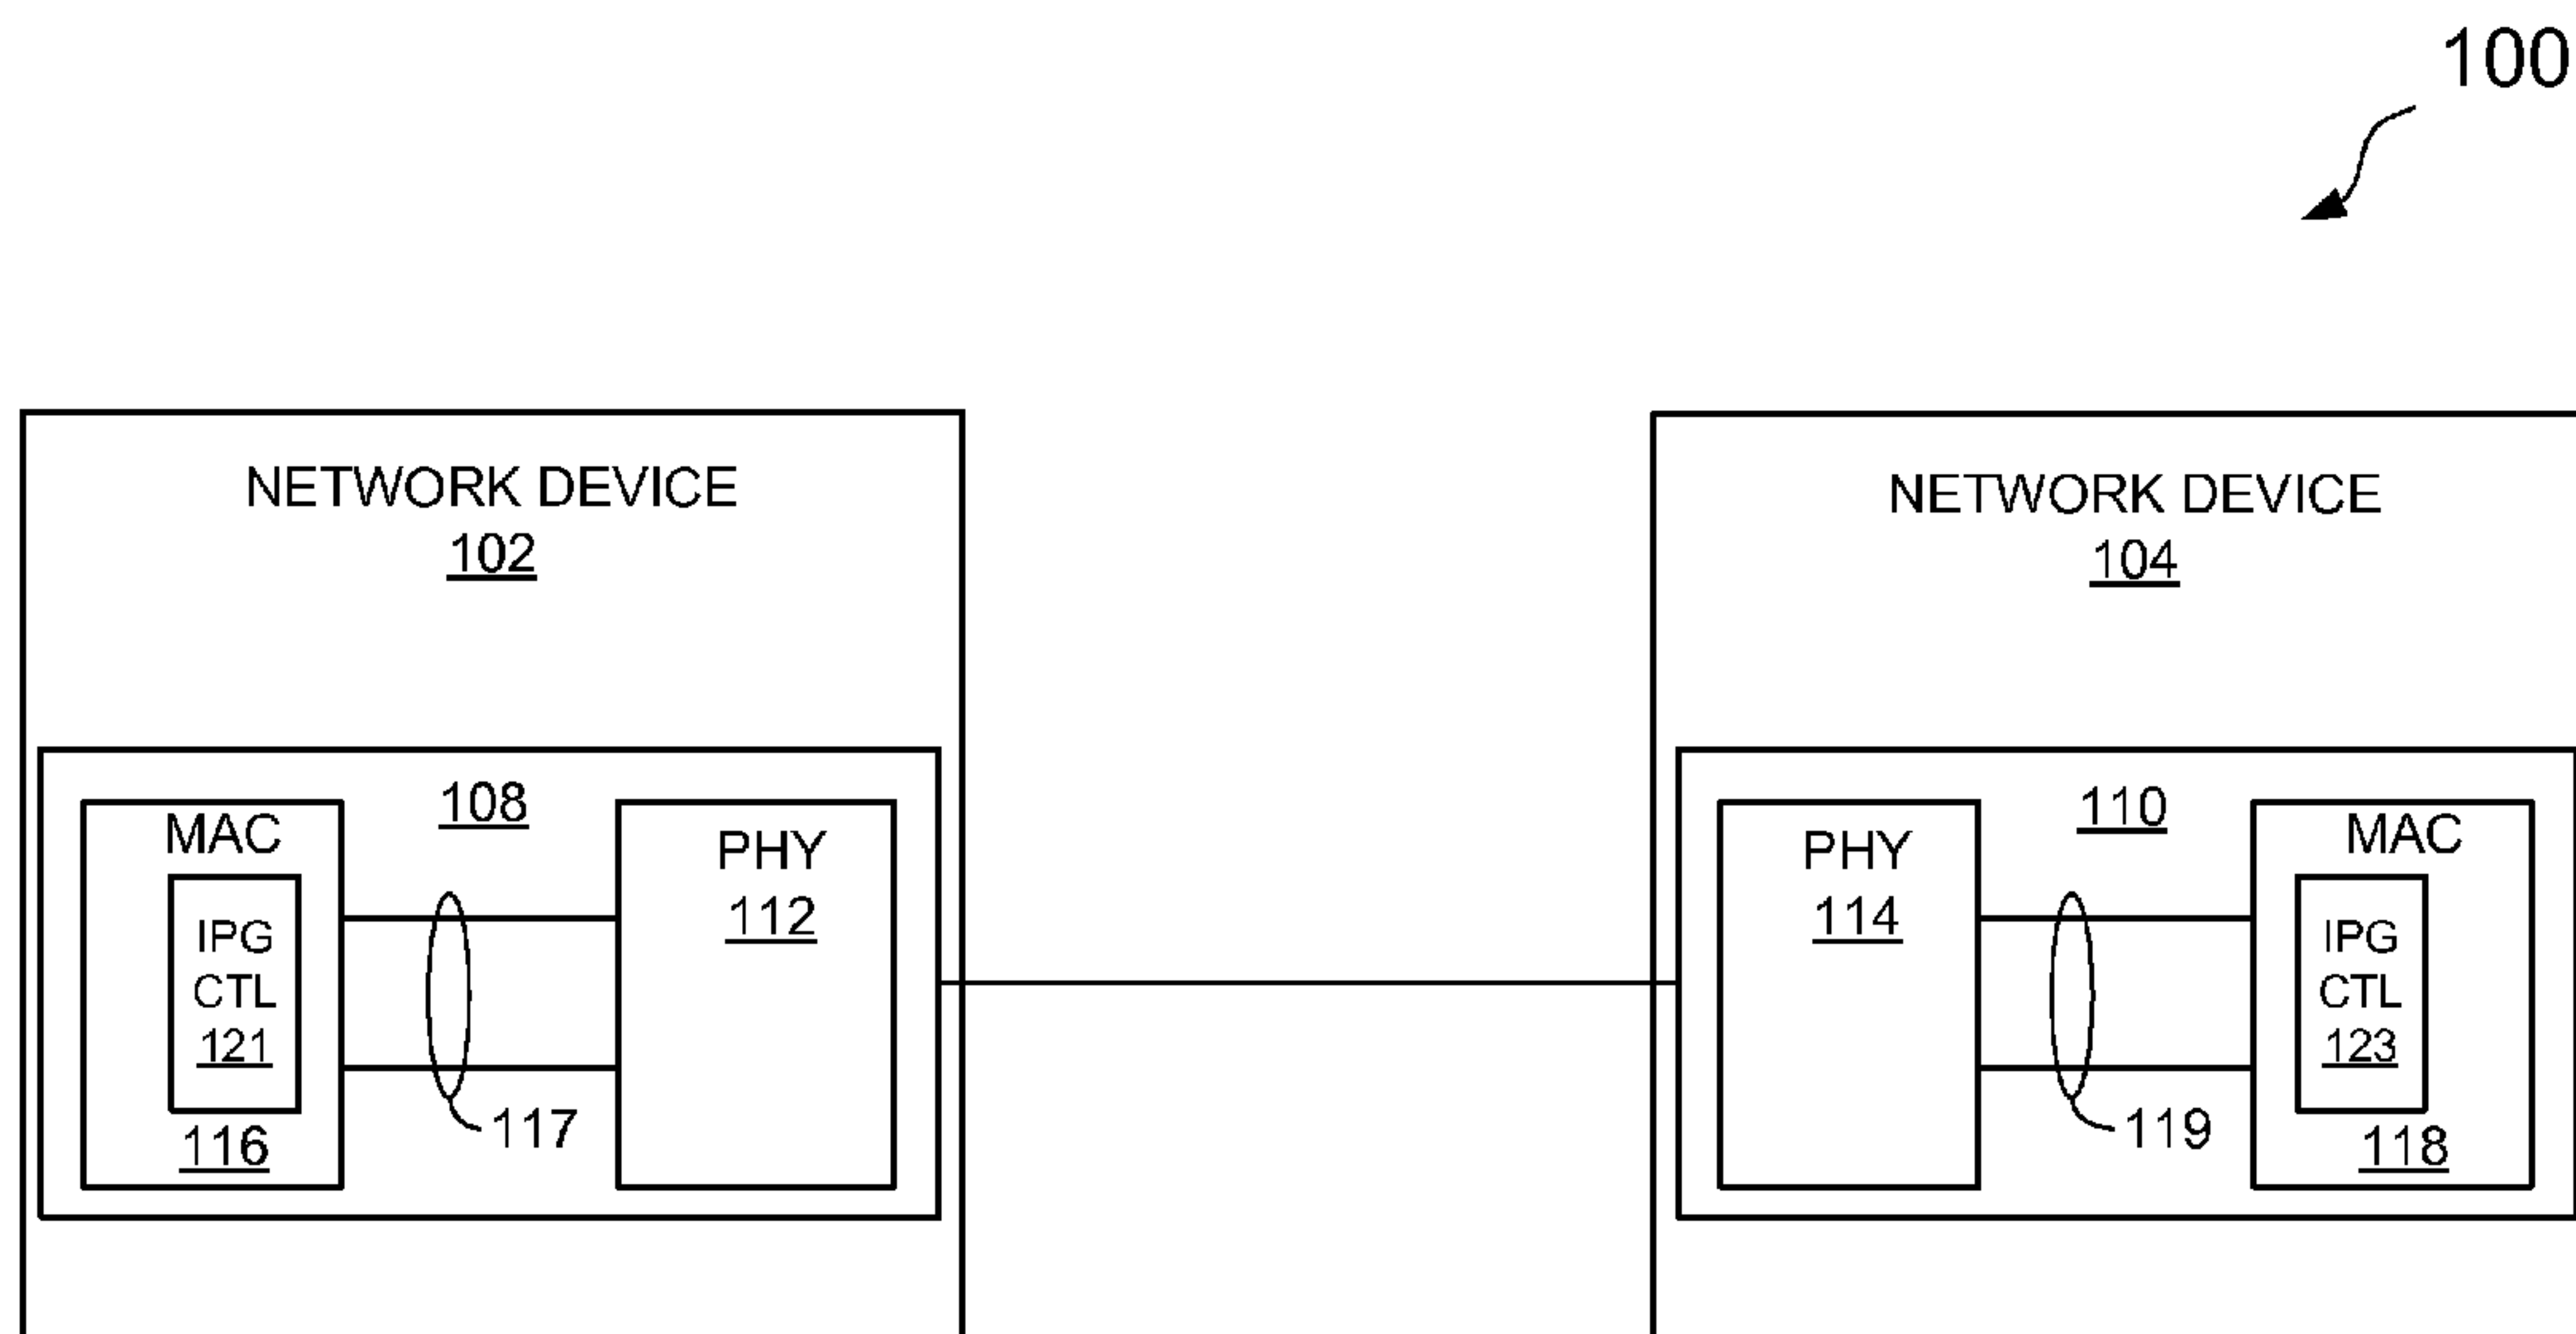 100
NETWORK DEVICE
102
NETWORK DEVICE
104
108
MAC
IPG
CTL
121
116
117
PHY
112
110
PHY
114
119
MAC
IPG
CTL
123
118